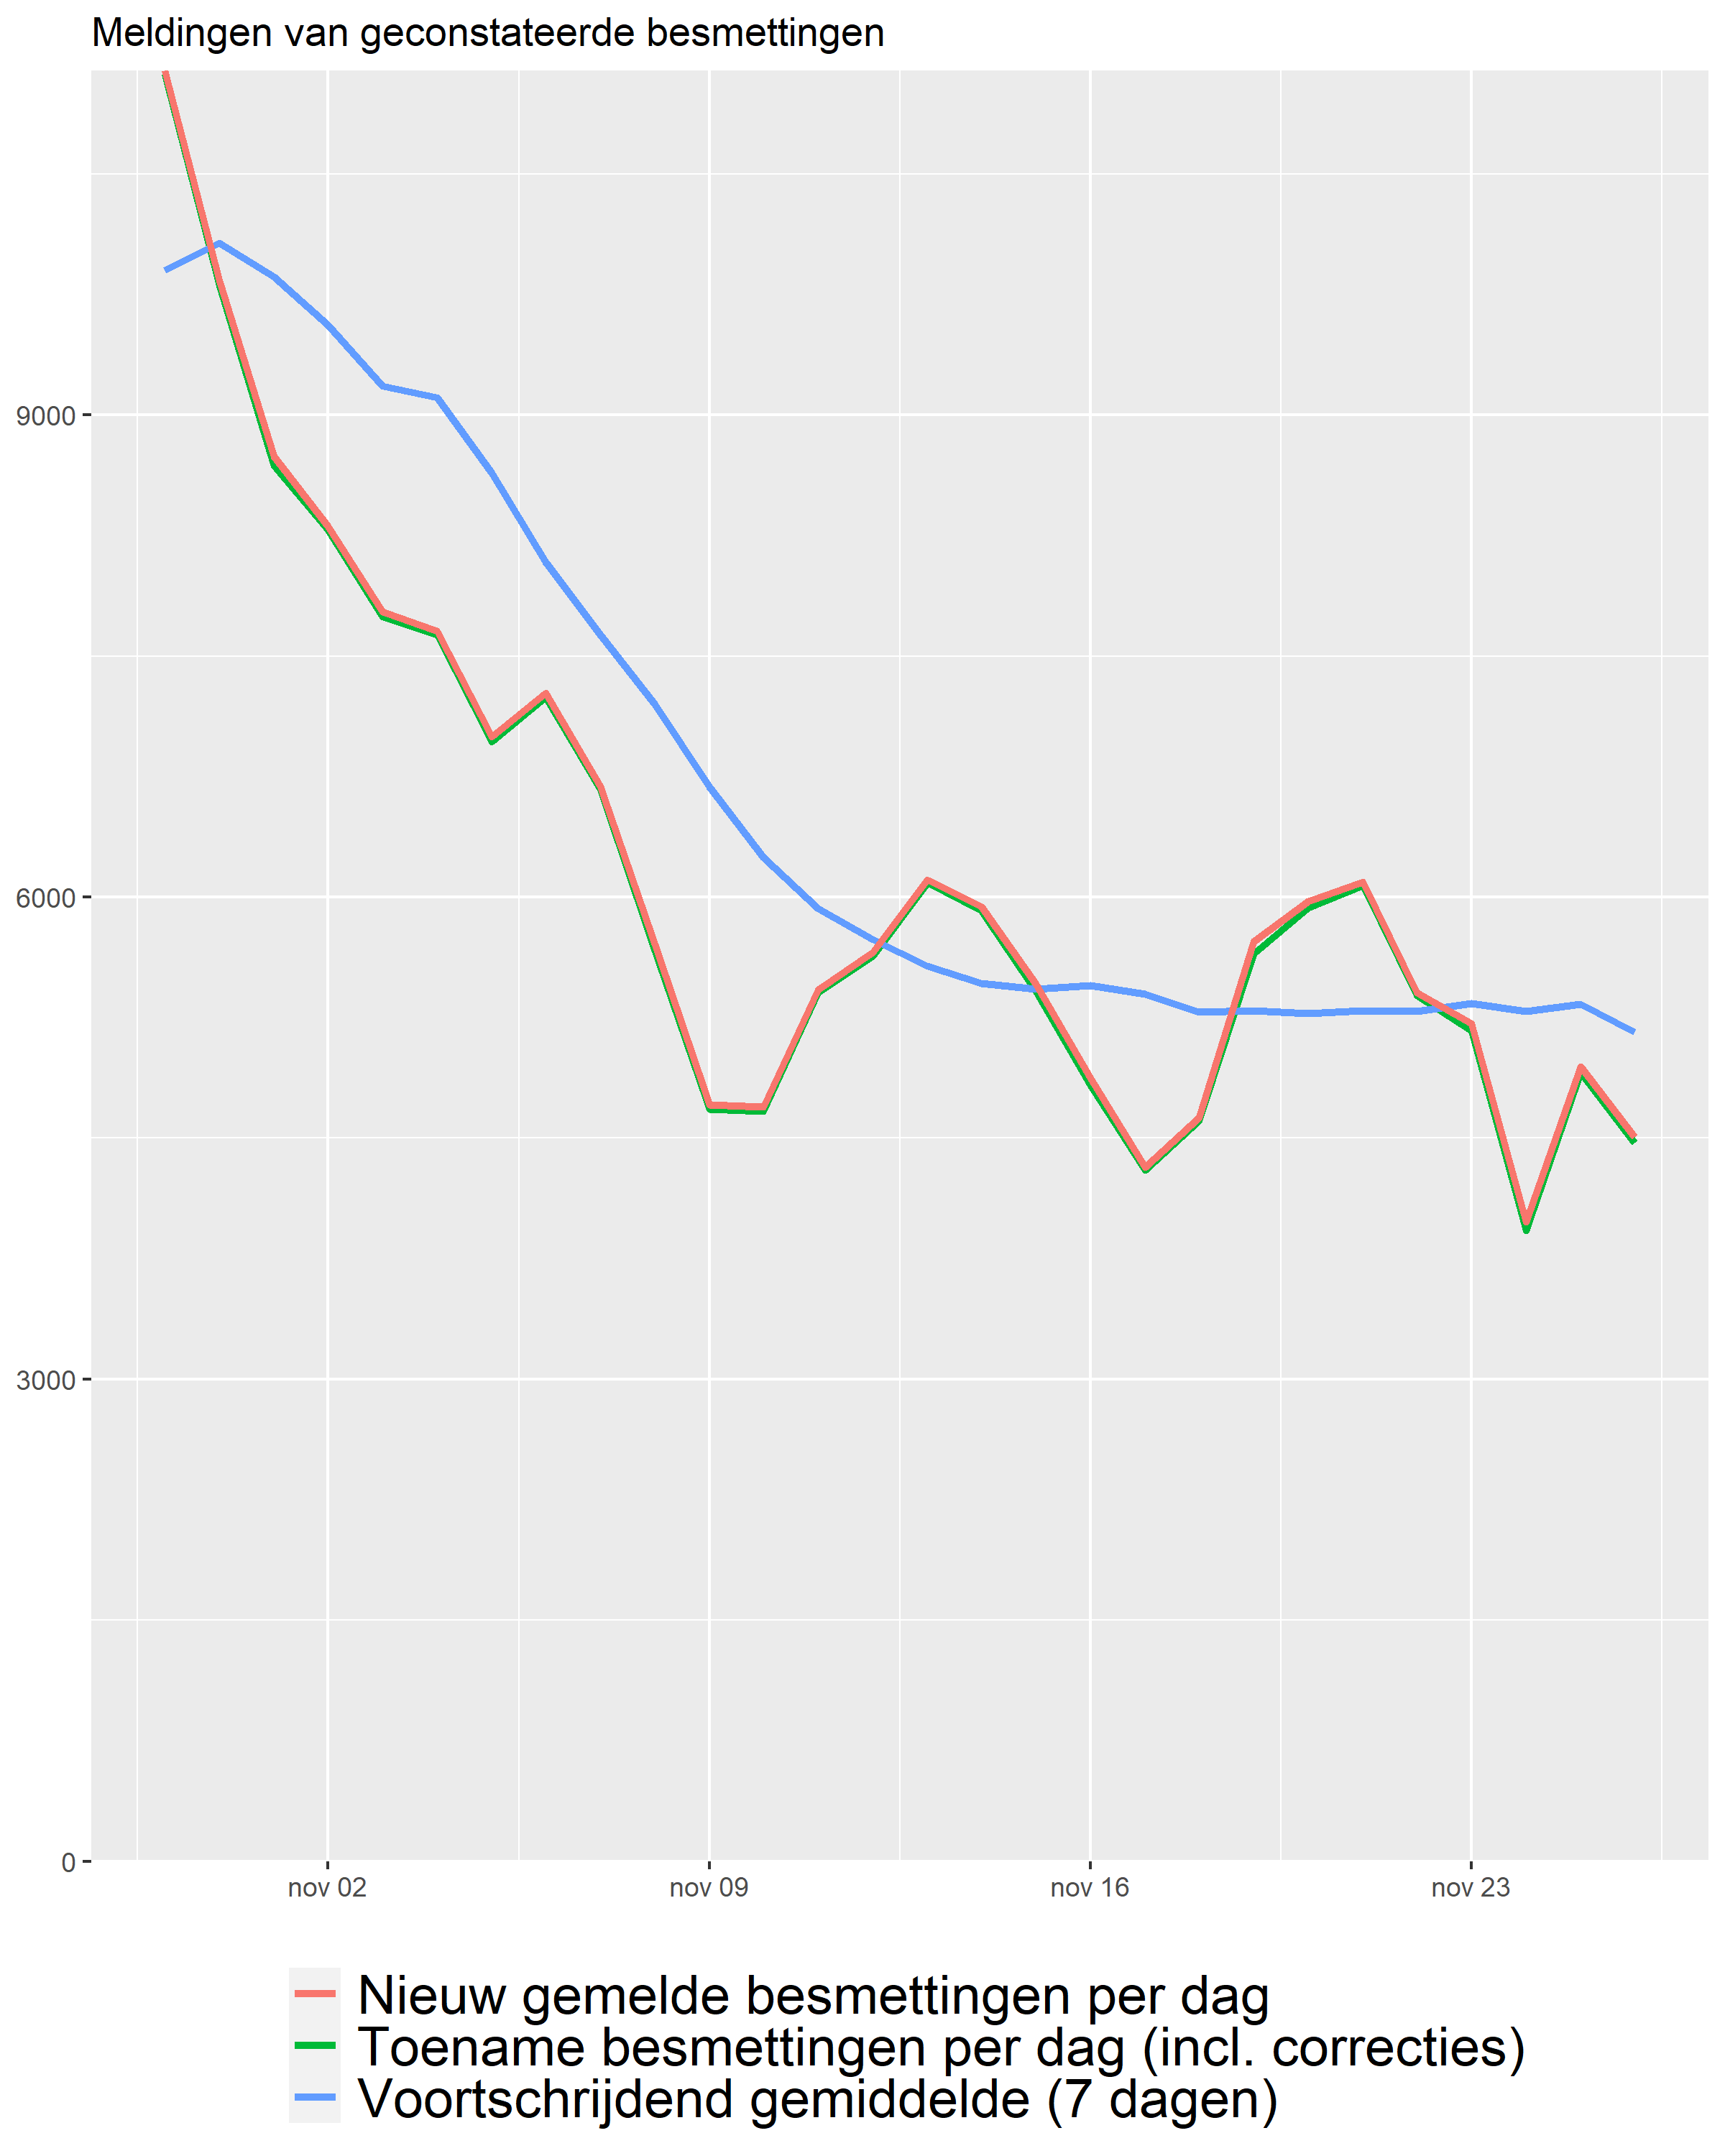 Meldingen van geconstateerde besmettingen
9000
6000
3000
0
nov 02 nov 09 nov 16 nov 23
Nieuw gemelde besmettingen per dag
Toename besmettingen per dag (incl. correcties)
Voortschrijdend gemiddelde (7 dagen)